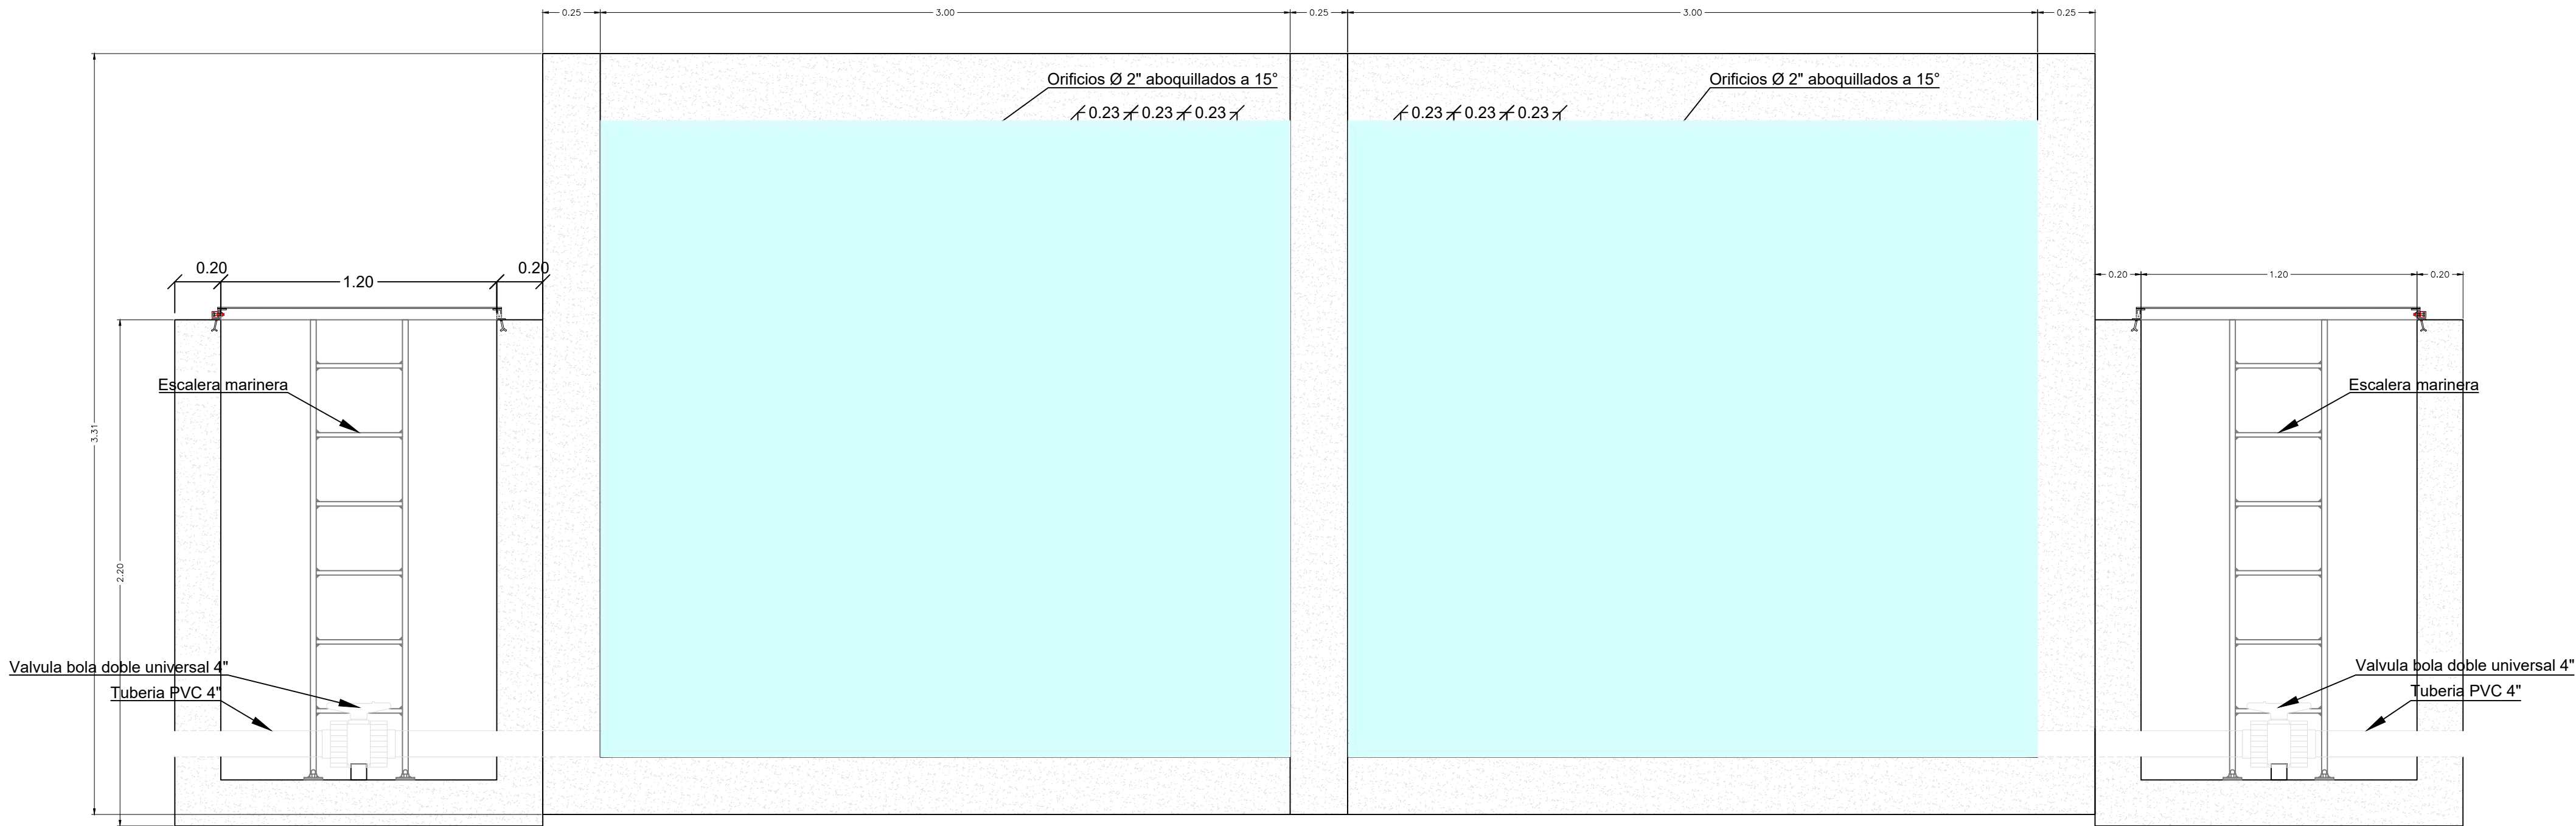 0.25
3.00
0.25
3.00
0.25
Orificios Ø 2" aboquillados a 15°
Orificios Ø 2" aboquillados a 15°
0.23 0.23 0.23
0.23 0.23 0.23
0.20
1.20
0.20
0.20
1.20
0.20
Escalera marinera
Escalera marinera
3.31
2.20
Valvula bola doble universal 4"
Valvula bola doble universal 4"
Tuberia PVC 4"
Tuberia PVC 4"